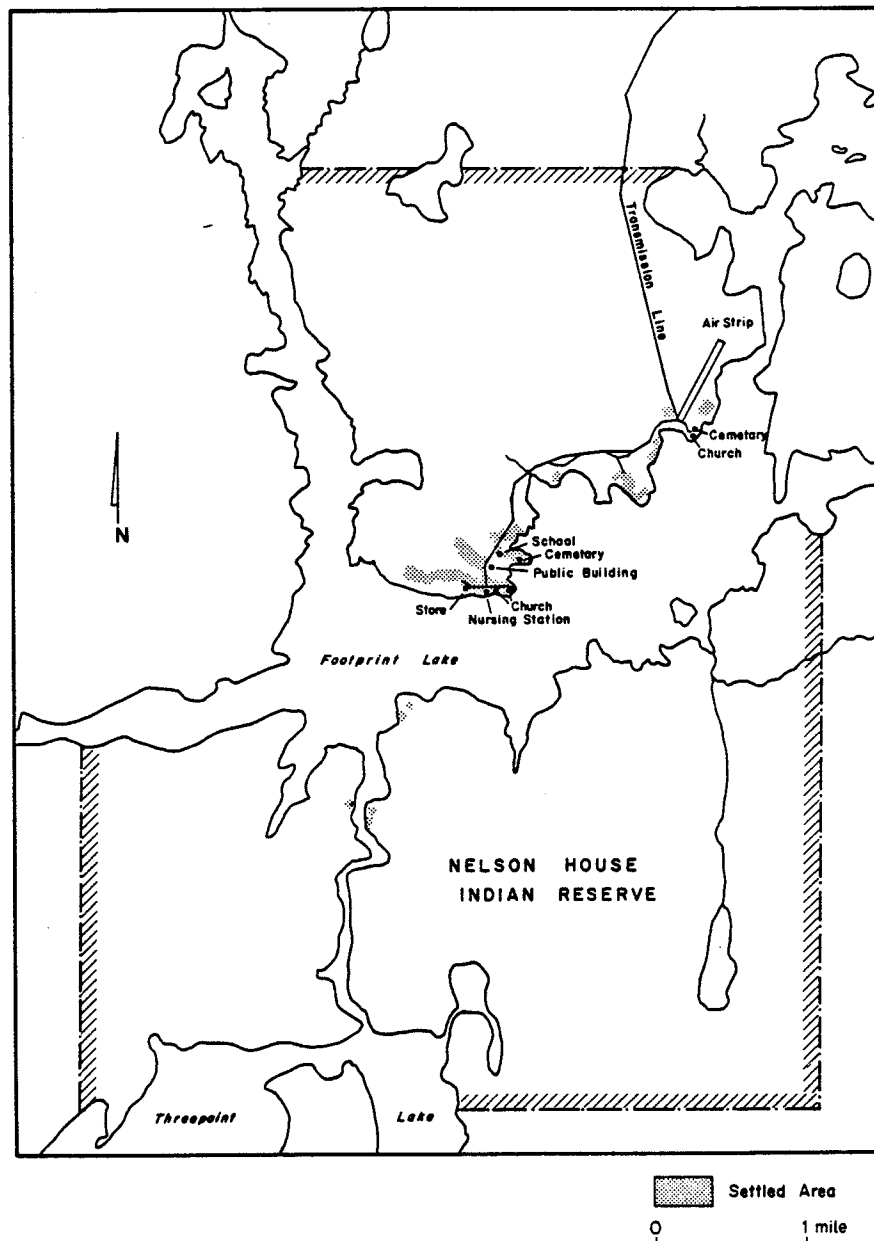 Transmission
Line
Air Strip
Cemetary
Church
N
School
Cemetary
Public Building
Store
Church
Nursing Station
Footprint Lake
NELSON HOUSE
INDIAN RESERVE
Threepoint Lake
Settled Area
0 1 mile